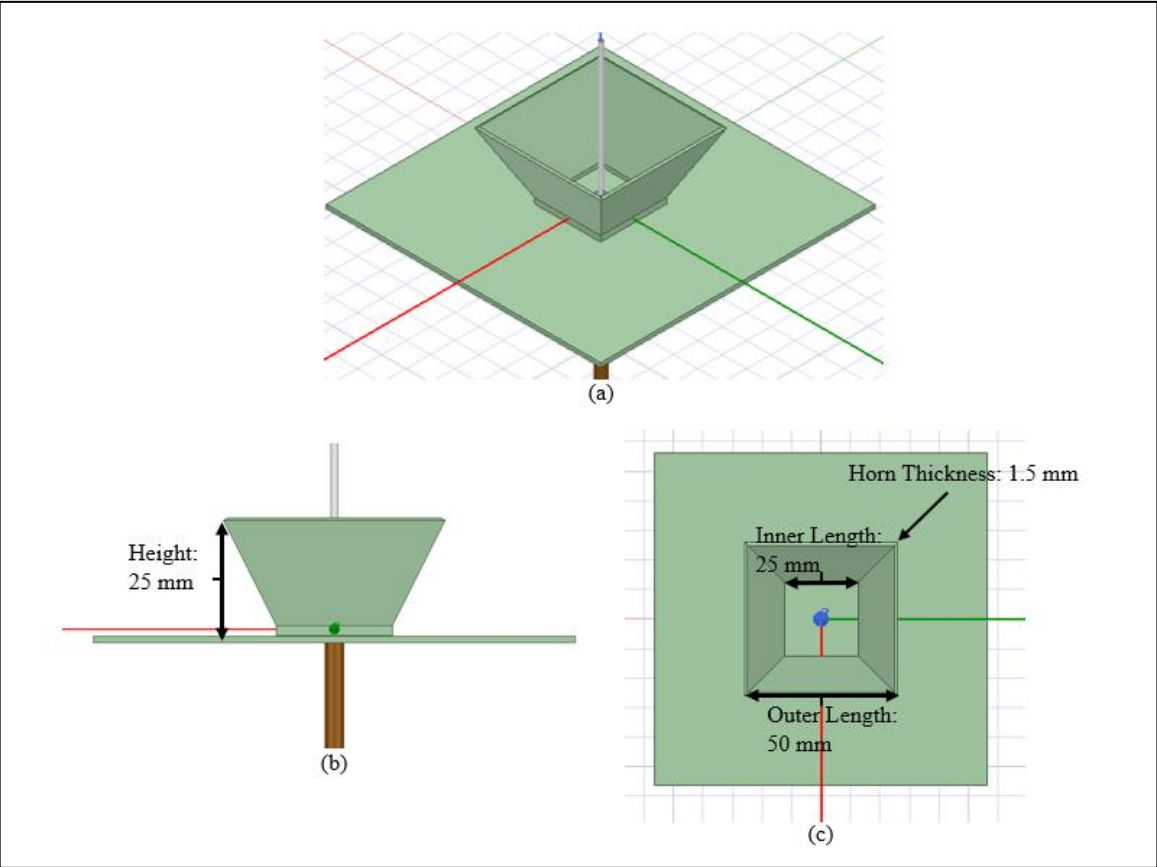 (a)
Height:
25 mm
(b)
Horn Thickness: 1.5 mm
Inner Length:
25 mm
Outer Length:
50 mm
(c)